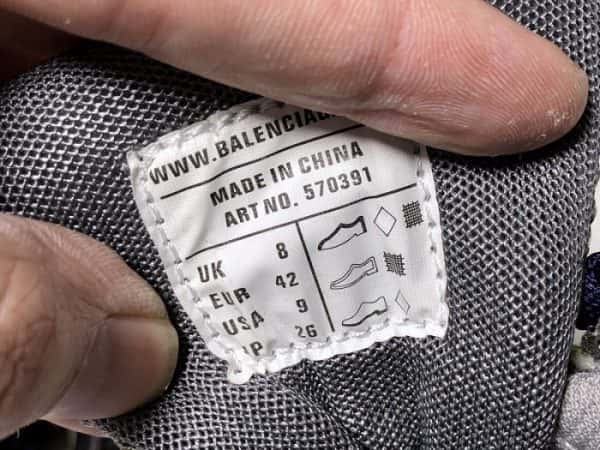 WWW.BALENCIAG
MADE IN CHINA
ART NO. 570391
UK 8
EUR 42
USA 9
P 26